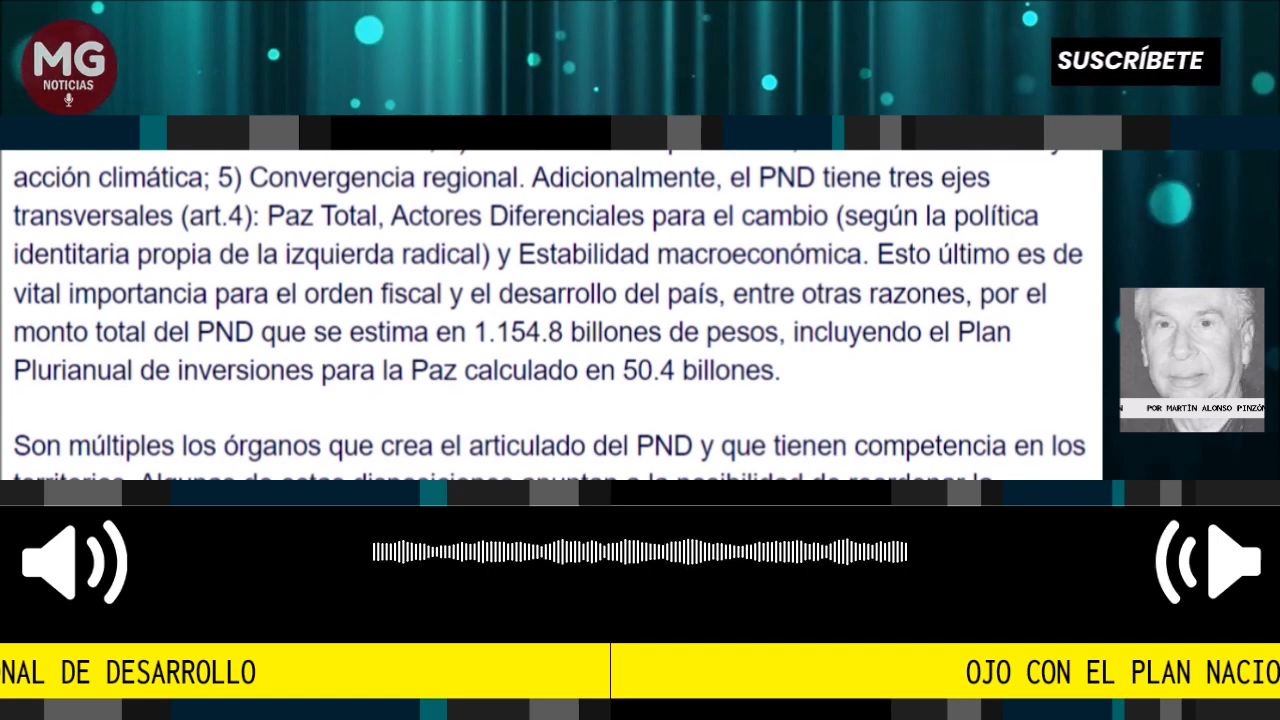 MG
NOTICIAS
SUSCRÍBETE
acción climática; 5) Convergencia regional. Adicionalmente, el PND tiene tres ejes
transversales (art.4): Paz Total, Actores Diferenciales para el cambio (según la política
identitaria propia de la izquierda radical) y Estabilidad macroeconómica. Esto último es de
vital importancia para el orden fiscal y el desarrollo del país, entre otras razones, por el
monto total del PND que se estima en 1.154.8 billones de pesos, incluyendo el Plan
Plurianual de inversiones para la Paz calculado en 50.4 billones.
Son múltiples los órganos que crea el articulado del PND y que tienen competencia en los
POR MARTÍN ALONSO PINZÓN
NAL DE DESARROLLO
OJO CON EL PLAN NACIO